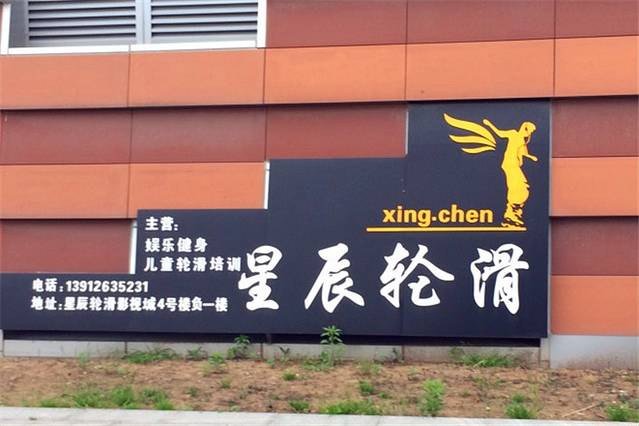 xing.chen
星辰轮滑
主营:
娱乐健身
儿童轮滑培训
电话:13912635231
地址:星辰轮滑影视城4号楼负一楼